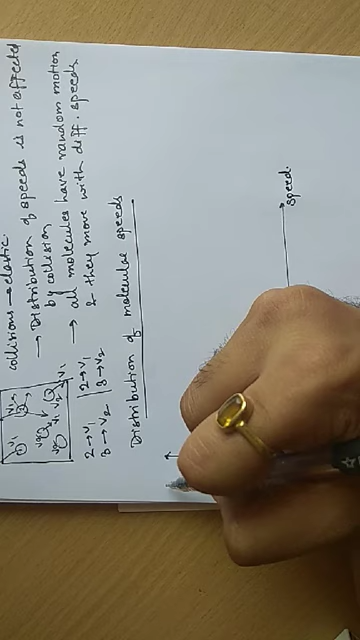 collisions → elastic.
→ Distribution of speeds is not affected
by collision
→ all molecules have random motion
& they move with diff. speeds
2 → v1 | 2 → v1
3 → v2 | 3 → v2
Distribution of molecular speeds
speed.